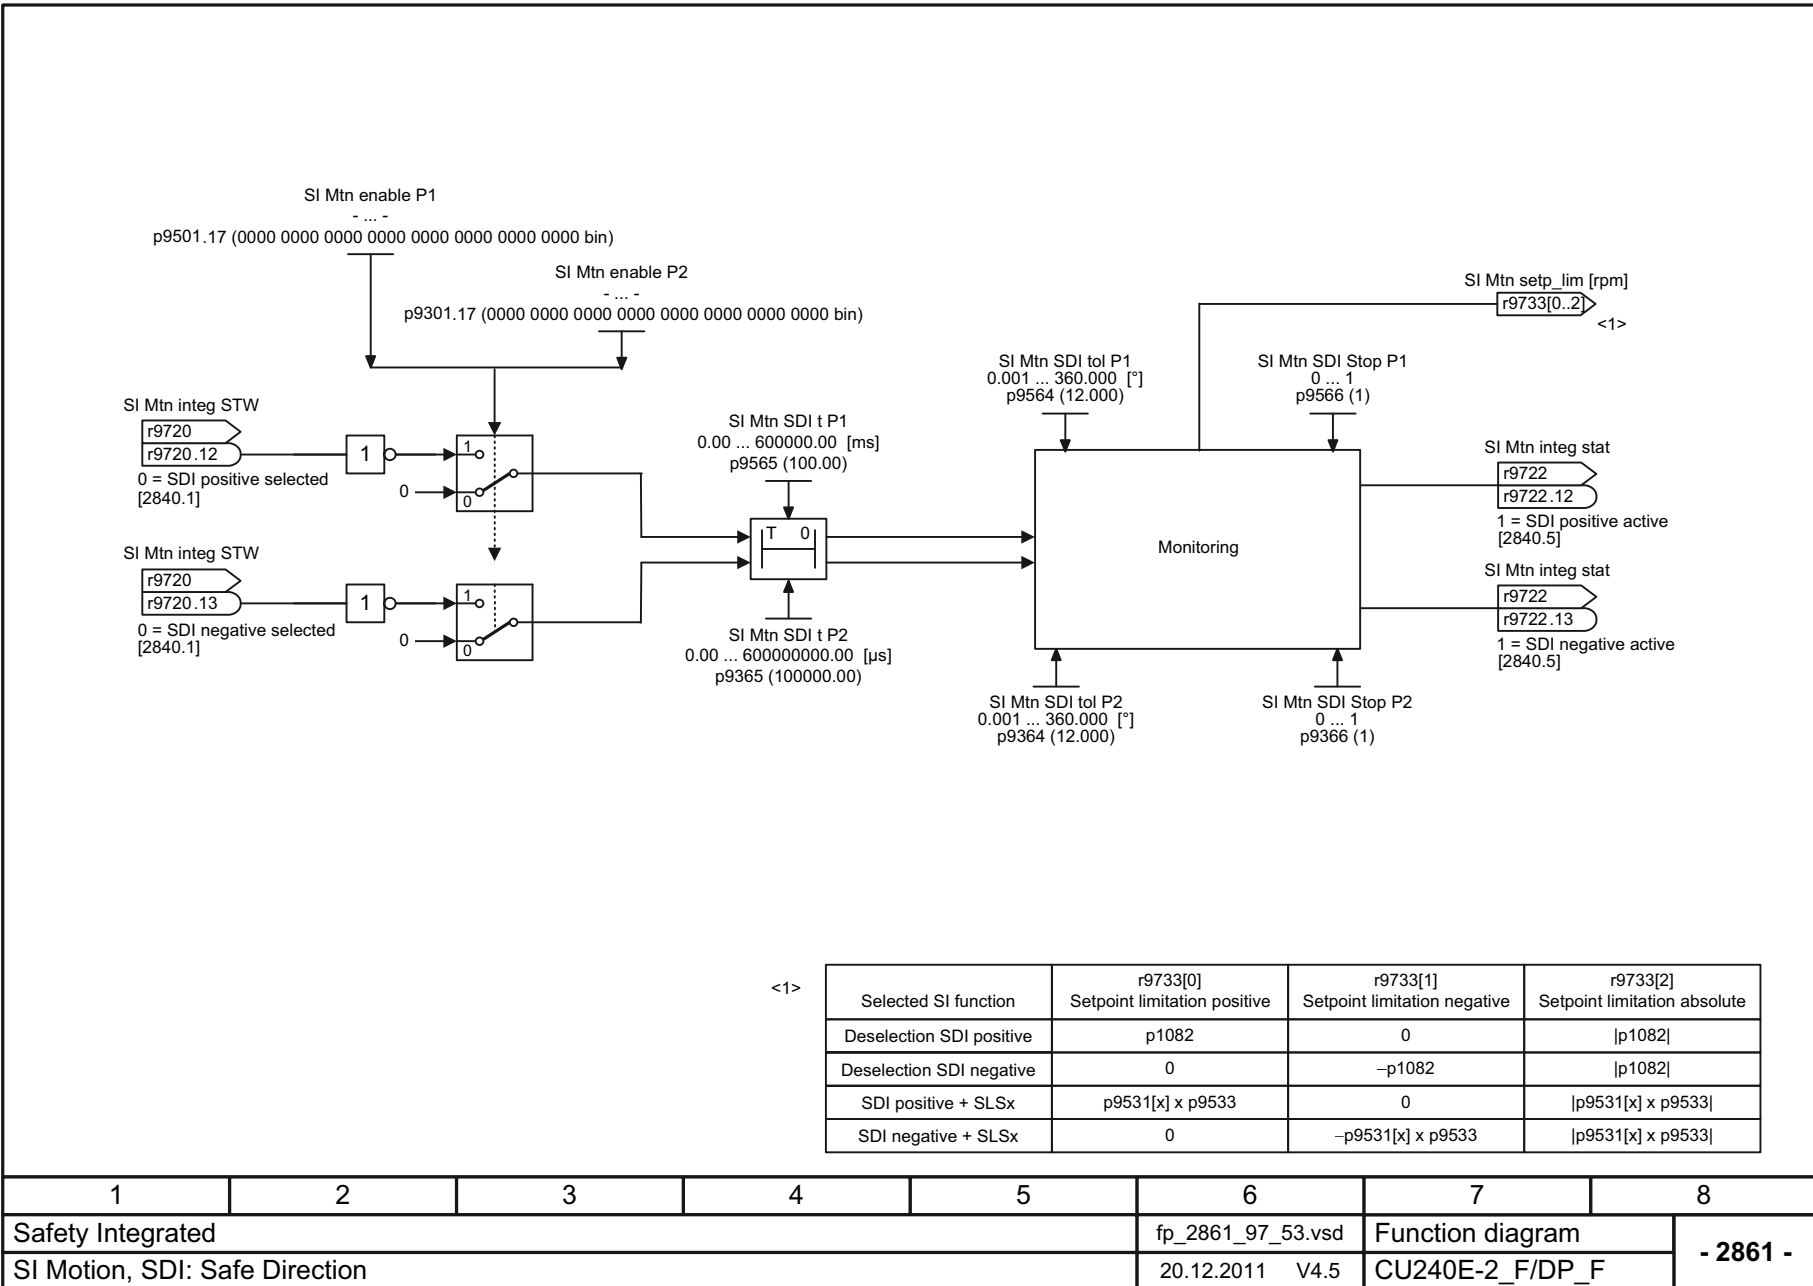 SI Mtn enable P1
- ... -
p9501.17 (0000 0000 0000 0000 0000 0000 0000 0000 bin)
SI Mtn enable P2
- ... -
p9301.17 (0000 0000 0000 0000 0000 0000 0000 0000 bin)
SI Mtn integ STW
r9720
r9720.12
0 = SDI positive selected
[2840.1]
1
1
0
0
SI Mtn integ STW
r9720
r9720.13
0 = SDI negative selected
[2840.1]
1
1
0
0
SI Mtn SDI t P1
0.00 ... 600000.00 [ms]
p9565 (100.00)
T 0
SI Mtn SDI t P2
0.00 ... 600000000.00 [µs]
p9365 (100000.00)
SI Mtn SDI tol P1
0.001 ... 360.000 [°]
p9564 (12.000)
SI Mtn SDI Stop P1
0 ... 1
p9566 (1)
Monitoring
SI Mtn SDI tol P2
0.001 ... 360.000 [°]
p9364 (12.000)
SI Mtn SDI Stop P2
0 ... 1
p9366 (1)
SI Mtn setp_lim [rpm]
r9733[0..2]
<1>
SI Mtn integ stat
r9722
r9722.12
1 = SDI positive active
[2840.5]
SI Mtn integ stat
r9722
r9722.13
1 = SDI negative active
[2840.5]
<1>
Selected SI function
r9733[0]
Setpoint limitation positive
r9733[1]
Setpoint limitation negative
r9733[2]
Setpoint limitation absolute
Deselection SDI positive p1082 0 |p1082|
Deselection SDI negative 0 –p1082 |p1082|
SDI positive + SLSx p9531[x] x p9533 0 |p9531[x] x p9533|
SDI negative + SLSx 0 –p9531[x] x p9533 |p9531[x] x p9533|
1 2 3 4 5 6 7 8
Safety Integrated fp_2861_97_53.vsd Function diagram
- 2861 -
SI Motion, SDI: Safe Direction 20.12.2011 V4.5 CU240E-2_F/DP_F